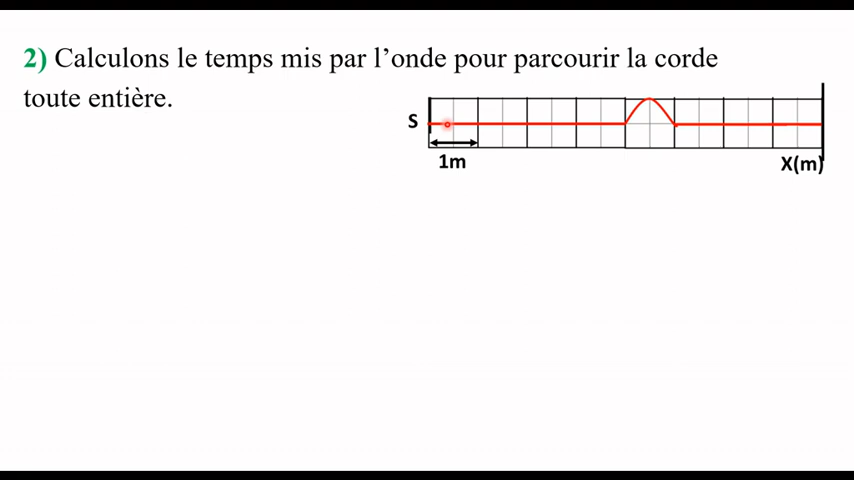 2) Calculons le temps mis par l’onde pour parcourir la corde
toute entière.
S
1m
X(m)